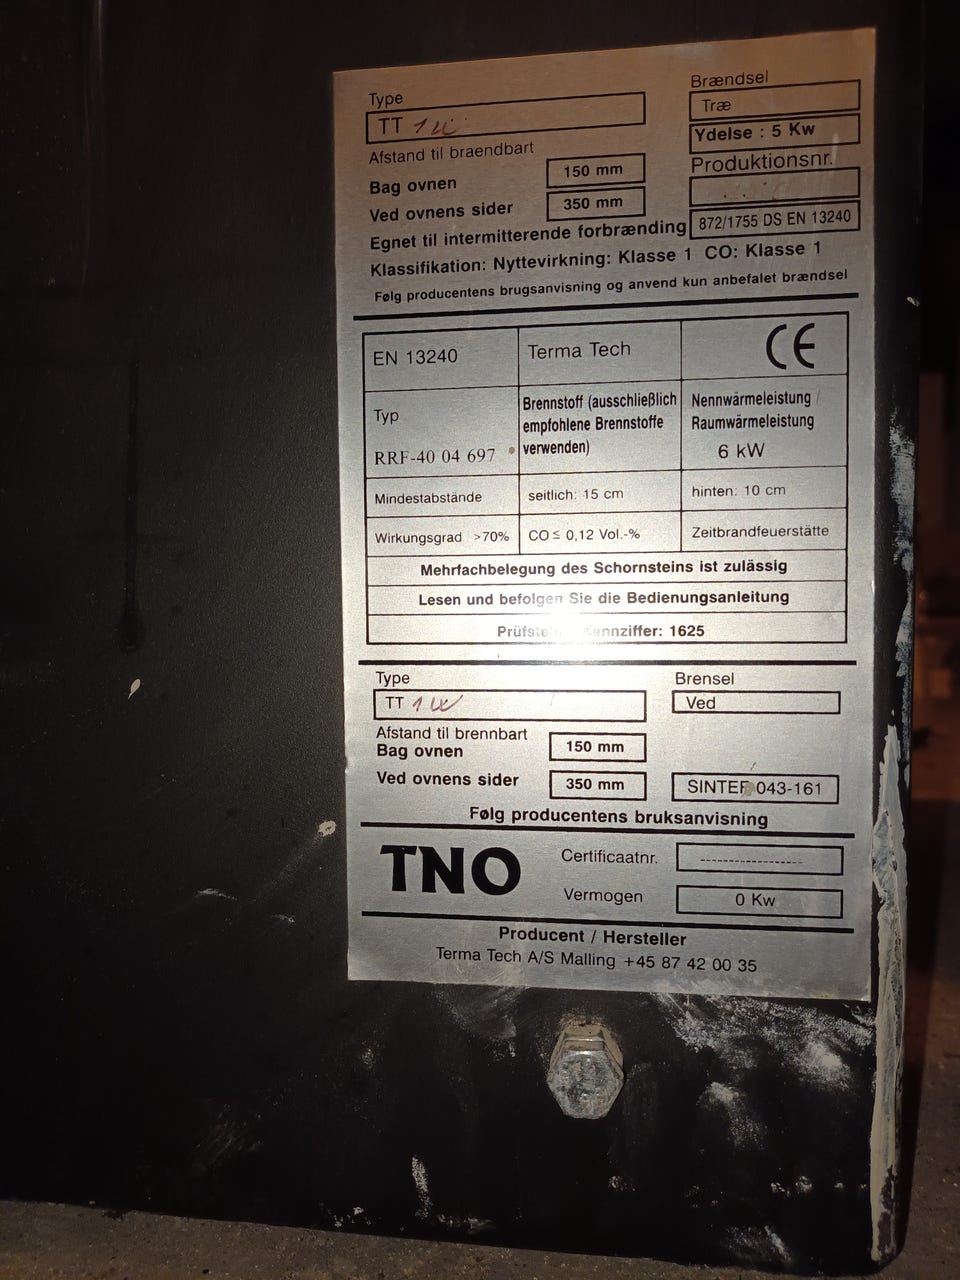 Type
TT 1W
Brændsel
Træ
Ydelse : 5 Kw
Afstand til braendbart
Bag ovnen
150 mm
Ved ovnens sider
350 mm
Produktionsnr.
Egnet til intermitterende forbrænding
872/1755 DS EN 13240
Klassifikation: Nyttevirkning: Klasse 1 CO: Klasse 1
Følg producentens brugsanvisning og anvend kun anbefalet brændsel
EN 13240
Terma Tech
CE
Typ
RRF-40 04 697
Brennstoff (ausschließlich
empfohlene Brennstoffe
verwenden)
Nennwärmeleistung /
Raumwärmeleistung
6 kW
Mindestabstände
seitlich: 15 cm
hinten: 10 cm
Wirkungsgrad >70%
CO ≤ 0,12 Vol.-%
Zeitbrandfeuerstätte
Mehrfachbelegung des Schornsteins ist zulässig
Lesen und befolgen Sie die Bedienungsanleitung
Kennziffer: 1625
Type
TT 1W
Brensel
Ved
Afstand til brennbart
Bag ovnen
150 mm
Ved ovnens sider
350 mm
SINTEF 043-161
Følg producentens bruksanvisning
TNO
Certificaatnr.
-------------------
Vermogen
0 Kw
Producent / Hersteller
Terma Tech A/S Malling +45 87 42 00 35